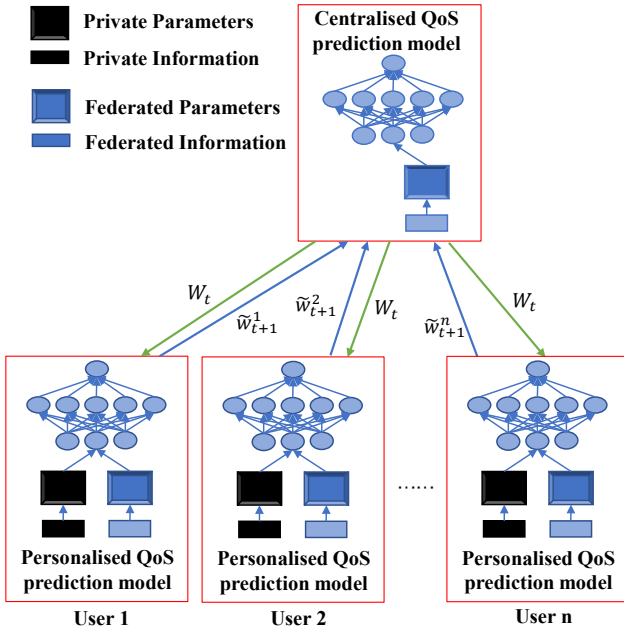 Private Parameters
Private Information
Federated Parameters
Federated Information
Centralised QoS
prediction model
W_t
w̃^1_{t+1}
w̃^2_{t+1}
W_t
w̃^n_{t+1}
W_t
......
Personalised QoS
prediction model
User 1
Personalised QoS
prediction model
User 2
Personalised QoS
prediction model
User n